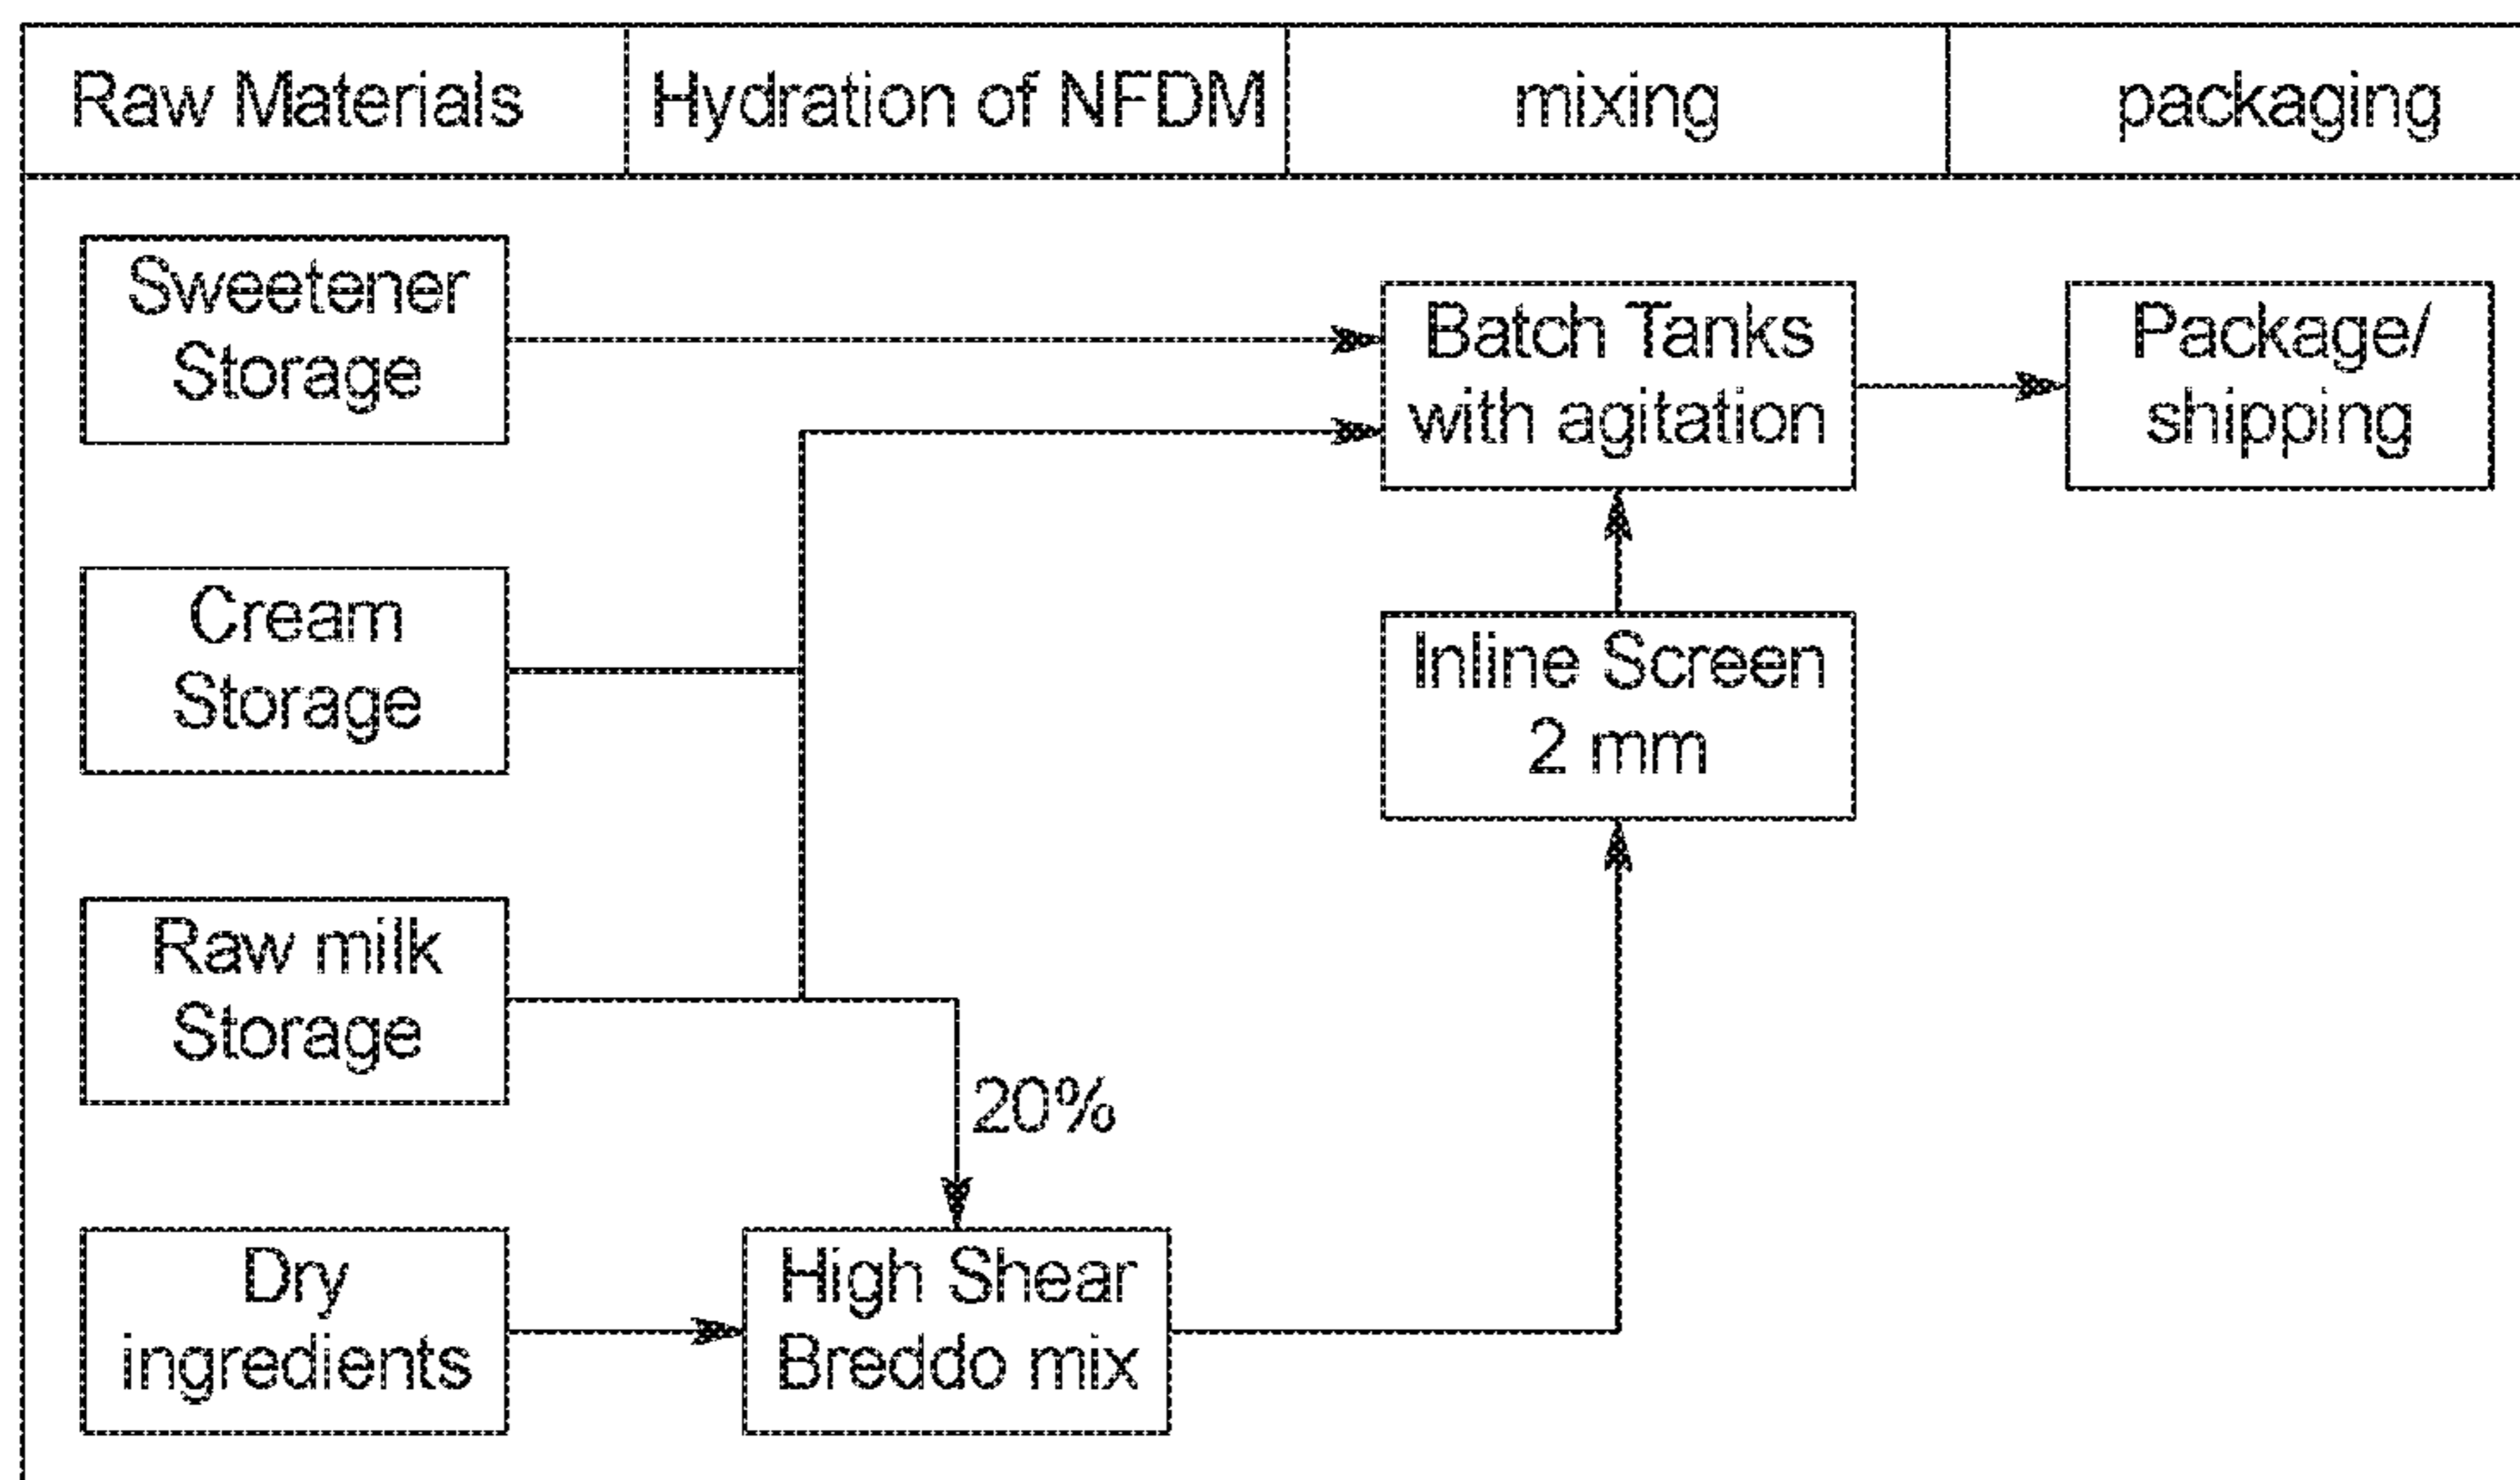 Raw Materials
Hydration of NFDM
mixing
packaging
Sweetener
Storage
Batch Tanks
with agitation
Package/
shipping
Cream
Storage
Inline Screen
2 mm
Raw milk
Storage
20%
Dry
ingredients
High Shear
Breddo mix